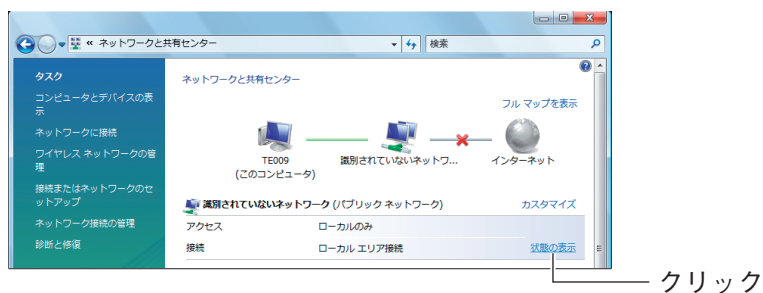 « ネットワークと共有センター
検索
タスク
コンピュータとデバイスの表
示
ネットワークに接続
ワイヤレス ネットワークの管
理
接続またはネットワークのセ
ットアップ
ネットワーク接続の管理
診断と修復
ネットワークと共有センター
フル マップを表示
TE009
(このコンピュータ)
識別されていないネットワ...
インターネット
識別されていないネットワーク (パブリック ネットワーク)
カスタマイズ
アクセス
ローカルのみ
接続
ローカル エリア接続
状態の表示
クリック